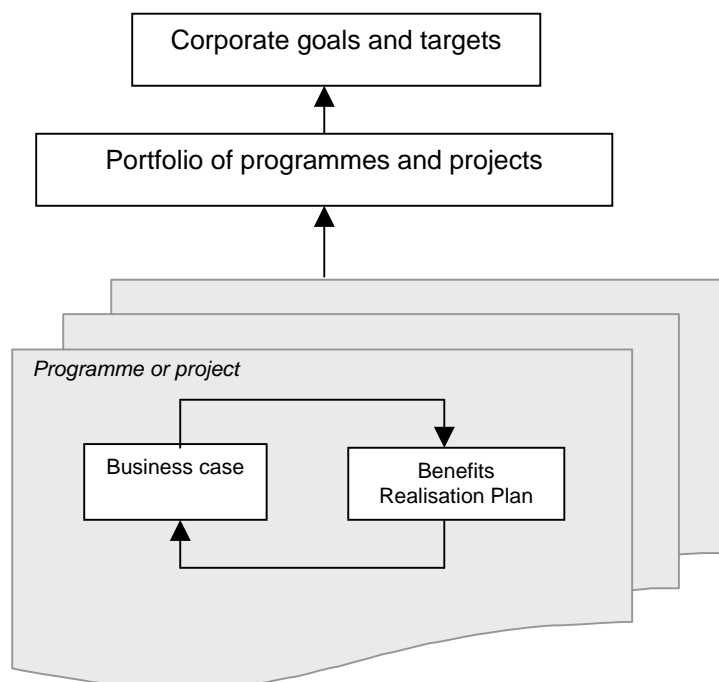 Corporate goals and targets
Portfolio of programmes and projects
Programme or project
Business case
Benefits
Realisation Plan